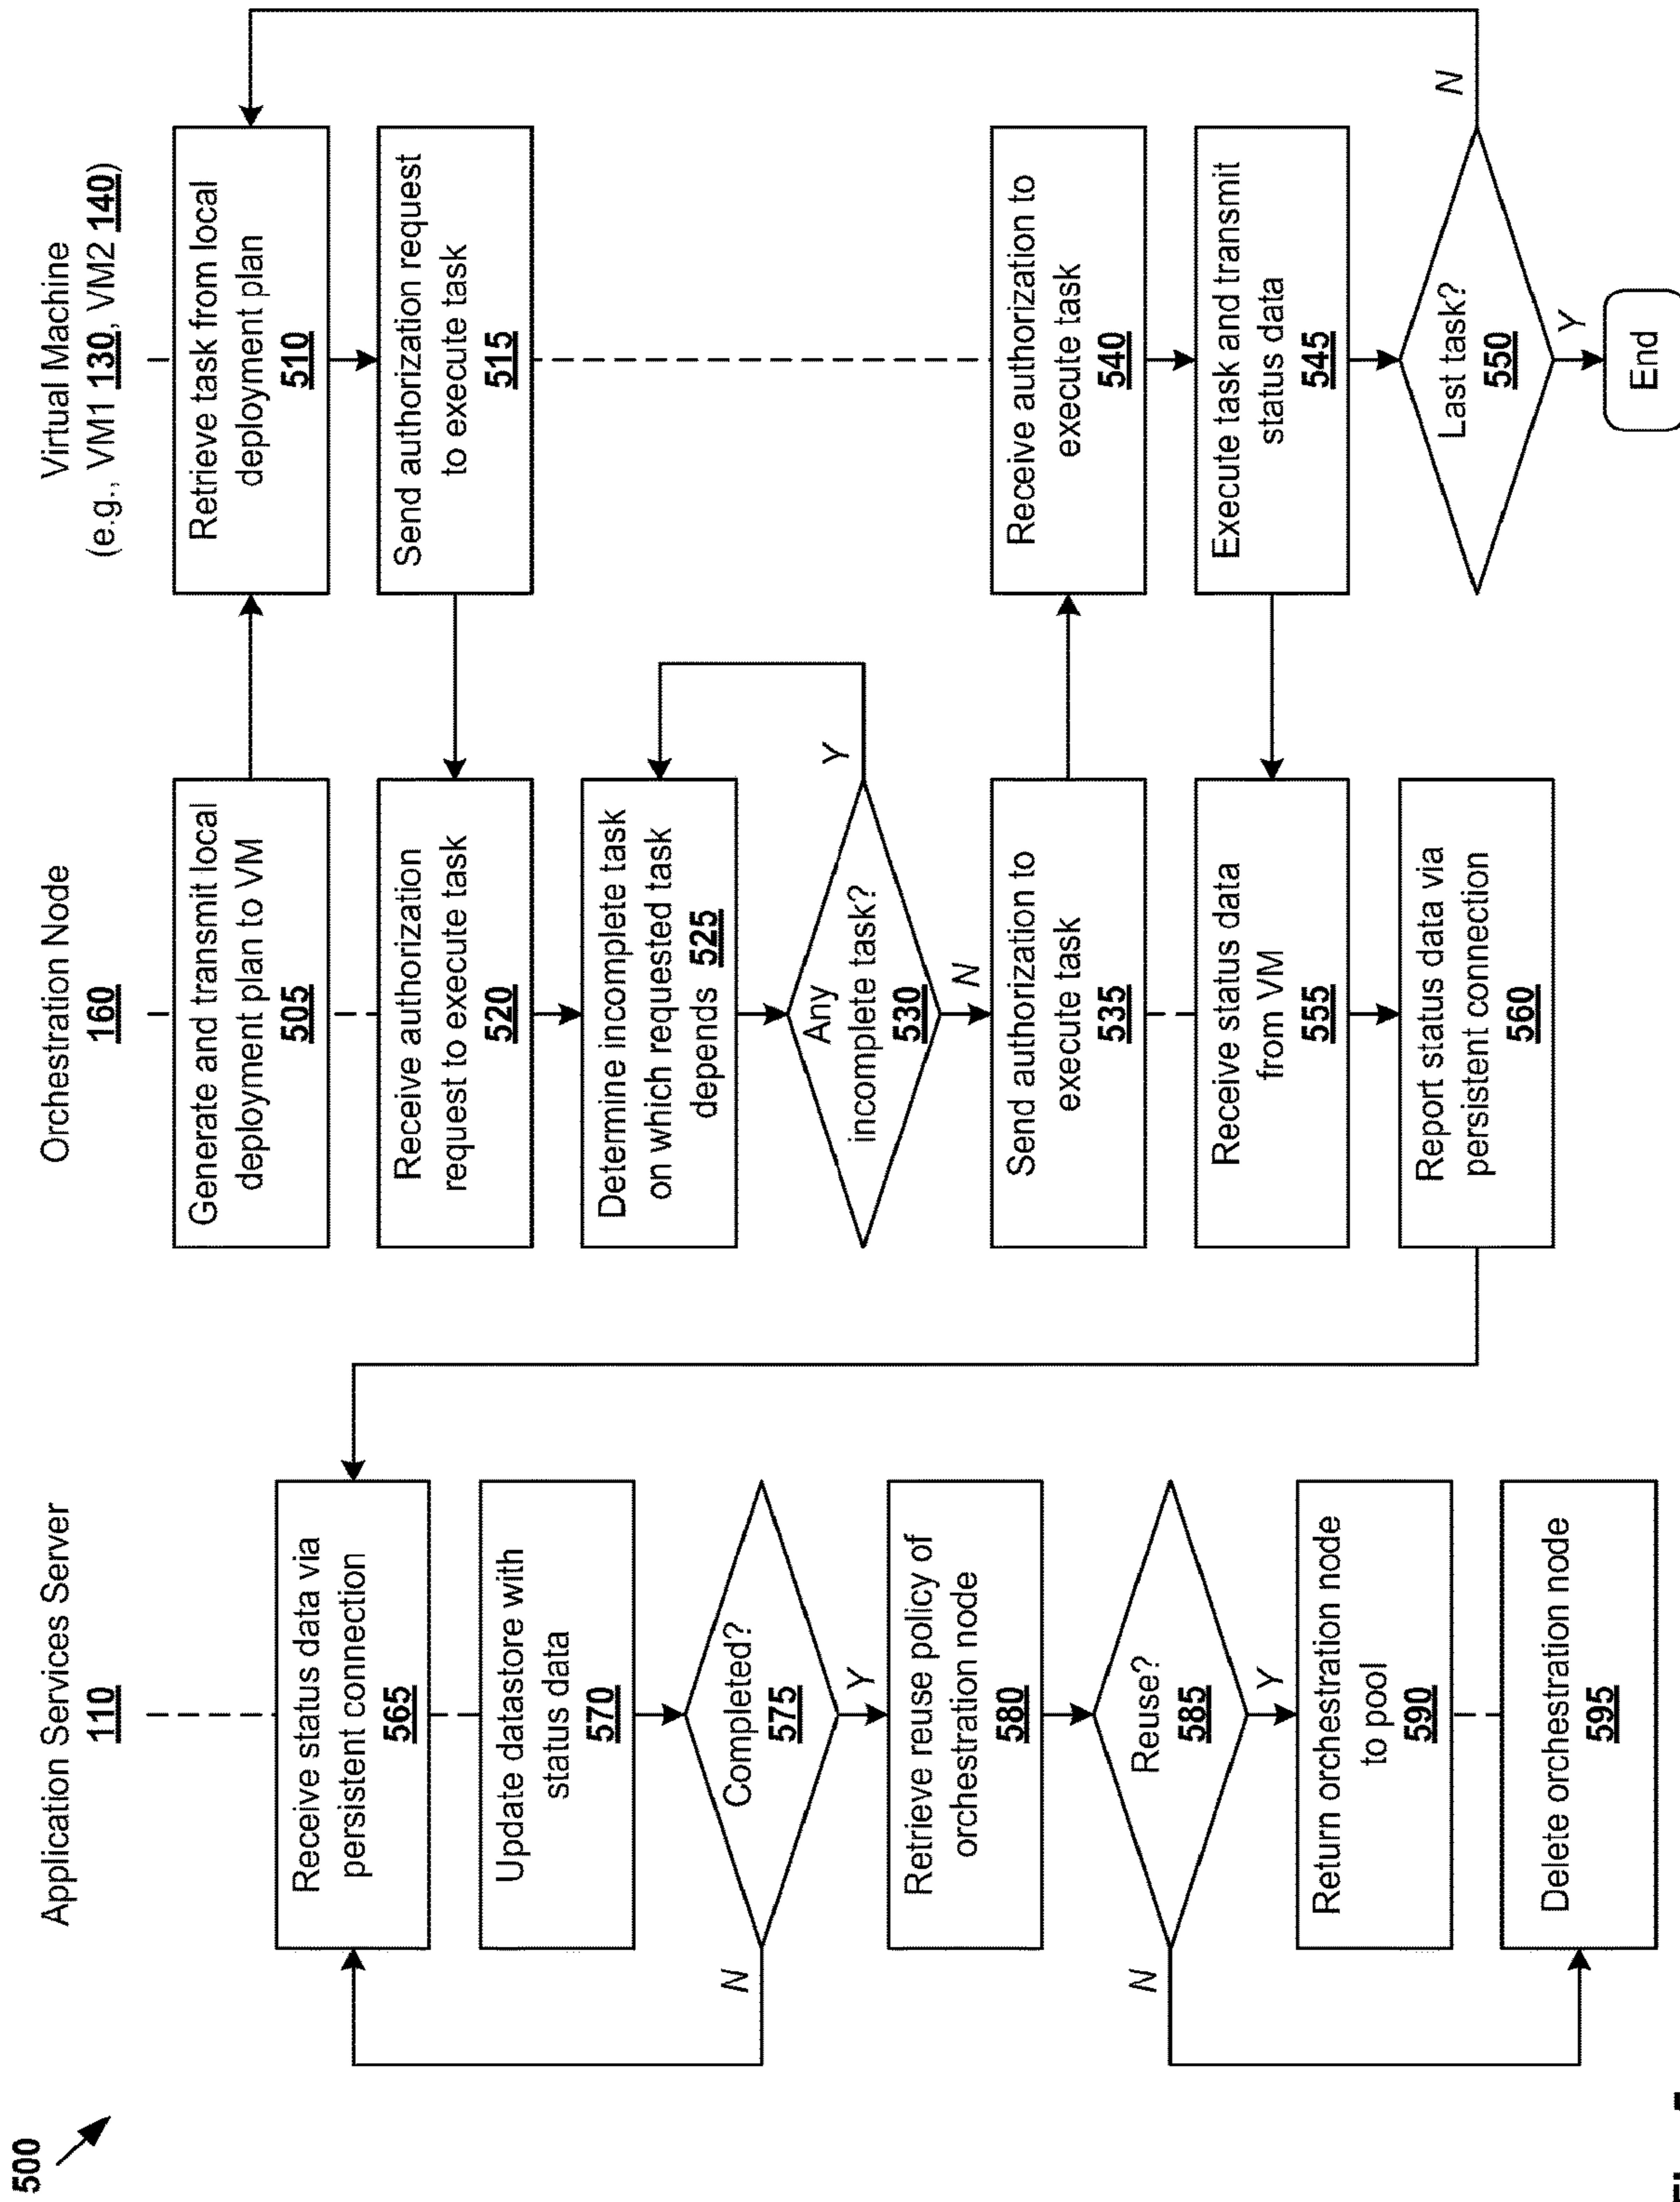 500
Application Services Server
110
Receive status data via
persistent connection
565
Update datastore with
status data
570
Completed?
575
N
Y
Retrieve reuse policy of
orchestration node
580
Reuse?
585
N
Y
Return orchestration node
to pool
590
Delete orchestration node
595
Orchestration Node
160
Generate and transmit local
deployment plan to VM
505
Receive authorization
request to execute task
520
Determine incomplete task
on which requested task
depends 525
Any
incomplete task?
530
Y
N
Send authorization to
execute task
535
Receive status data
from VM
555
Report status data via
persistent connection
560
Virtual Machine
(e.g., VM1 130, VM2 140)
Retrieve task from local
deployment plan
510
Send authorization request
to execute task
515
Receive authorization to
execute task
540
Execute task and transmit
status data
545
Last task?
550
N
Y
End